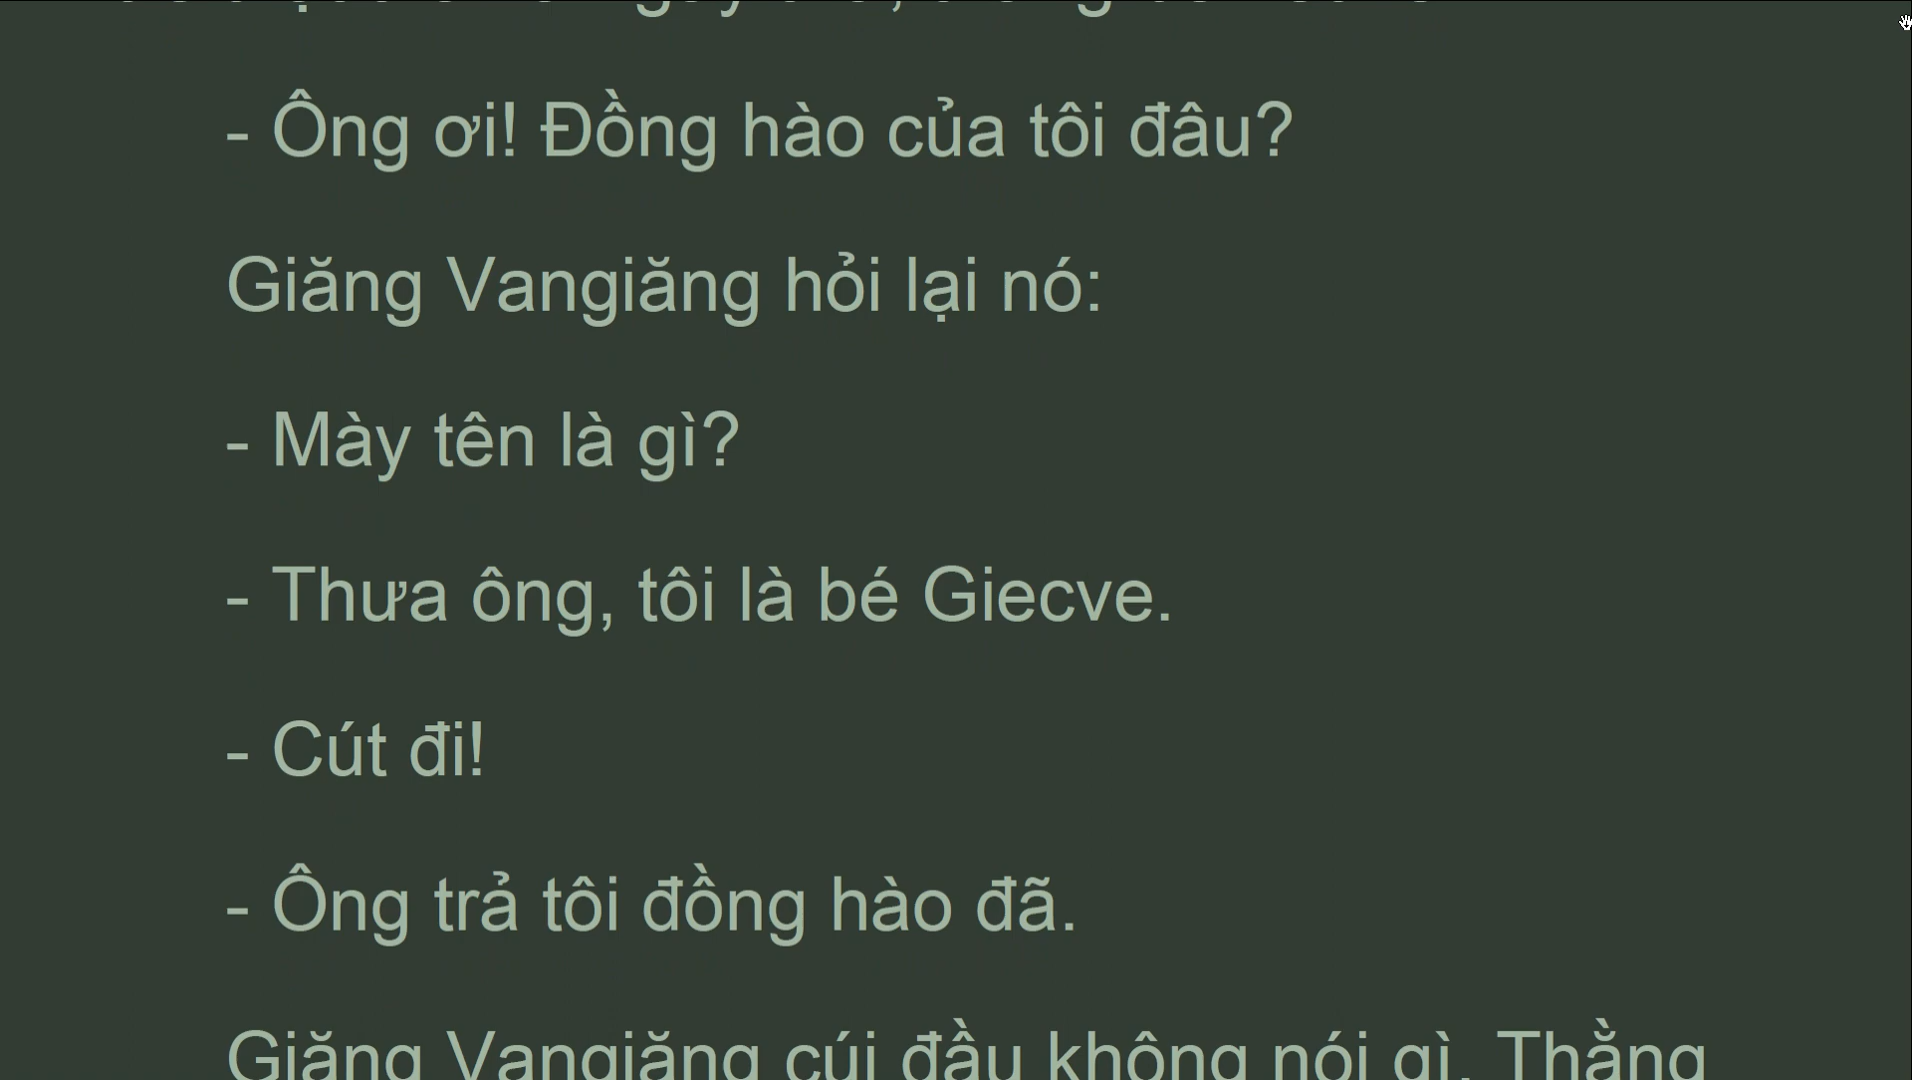 - Ông ơi! Đồng hào của tôi đâu?
Giăng Vangiăng hỏi lại nó:
- Mày tên là gì?
- Thưa ông, tôi là bé Giecve.
- Cút đi!
- Ông trả tôi đồng hào đã.
Giăng Vangiăng cúi đầu không nói gì. Thằng